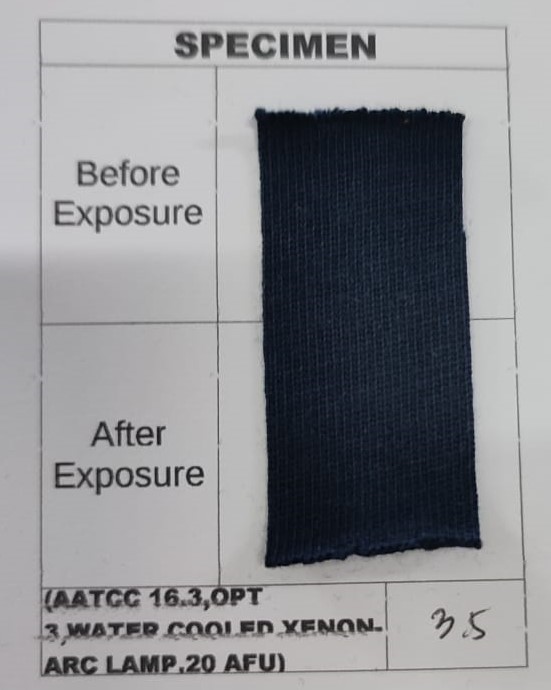 SPECIMEN
Before
Exposure
After
Exposure
(AATCC 16.3,OPT
3,WATER COOLED XENON-
ARC LAMP,20 AFU)
3.5